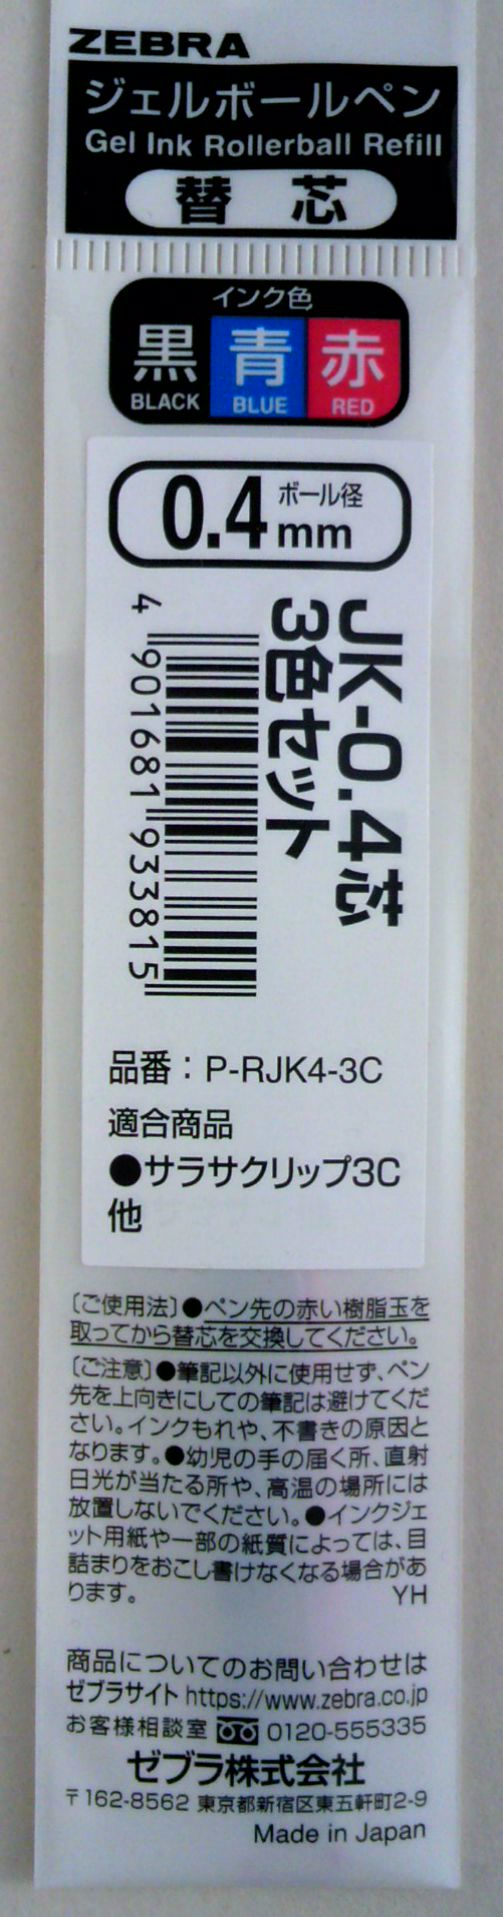 ZEBRA
ジェルボールペン
Gel Ink Rollerball Refill
替 芯
インク色
黒 青 赤
BLACK BLUE RED
0.4 ボール径 mm
JK-0.4芯
3色セット
4 901681 933815
品番：P-RJK4-3C
適合商品
●サラサクリップ3C
他
〔ご使用法〕●ペン先の赤い樹脂玉を
取ってから替芯を交換してください。
〔ご注意〕●筆記以外に使用せず、ペン
先を上向きにしての筆記は避けてくだ
さい。インクもれや、不書きの原因と
なります。●幼児の手の届く所、直射
日光が当たる所や、高温の場所には
放置しないでください。●インクジェ
ット用紙や一部の紙質によっては、目
詰まりをおこし書けなくなる場合があ
ります。 YH
商品についてのお問い合わせは
ゼブラサイト https://www.zebra.co.jp
お客様相談室 0120-555335
ゼブラ株式会社
〒162-8562 東京都新宿区東五軒町2-9
Made in Japan